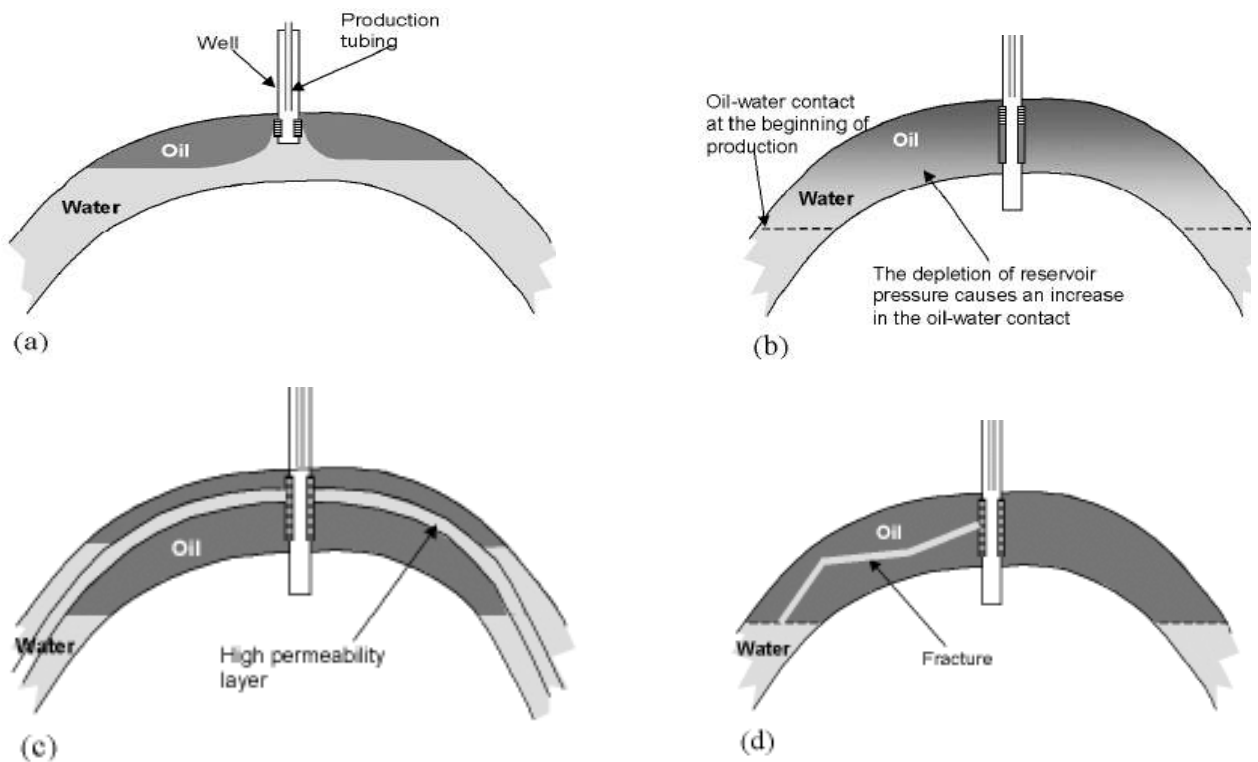 Well
Production
tubing
Oil
Water
(a)
Oil-water contact
at the beginning of
production
Oil
Water
The depletion of reservoir
pressure causes an increase
in the oil-water contact
(b)
Oil
Water
High permeability
layer
(c)
Oil
Water
Fracture
(d)